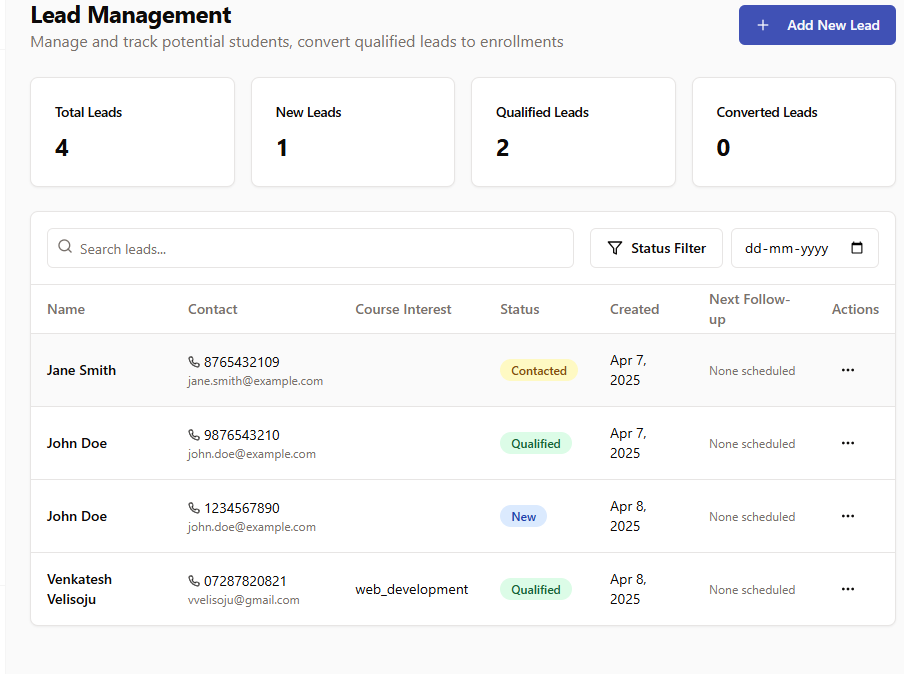 Lead Management
Manage and track potential students, convert qualified leads to enrollments
+ Add New Lead
Total Leads
4
New Leads
1
Qualified Leads
2
Converted Leads
0
Search leads...
Status Filter
dd-mm-yyyy
Name Contact Course Interest Status Created Next Follow-
up Actions
Jane Smith
8765432109
jane.smith@example.com
Contacted
Apr 7,
2025
None scheduled
John Doe
9876543210
john.doe@example.com
Qualified
Apr 7,
2025
None scheduled
John Doe
1234567890
john.doe@example.com
New
Apr 8,
2025
None scheduled
Venkatesh
Velisoju
07287820821
vvelisoju@gmail.com
web_development
Qualified
Apr 8,
2025
None scheduled